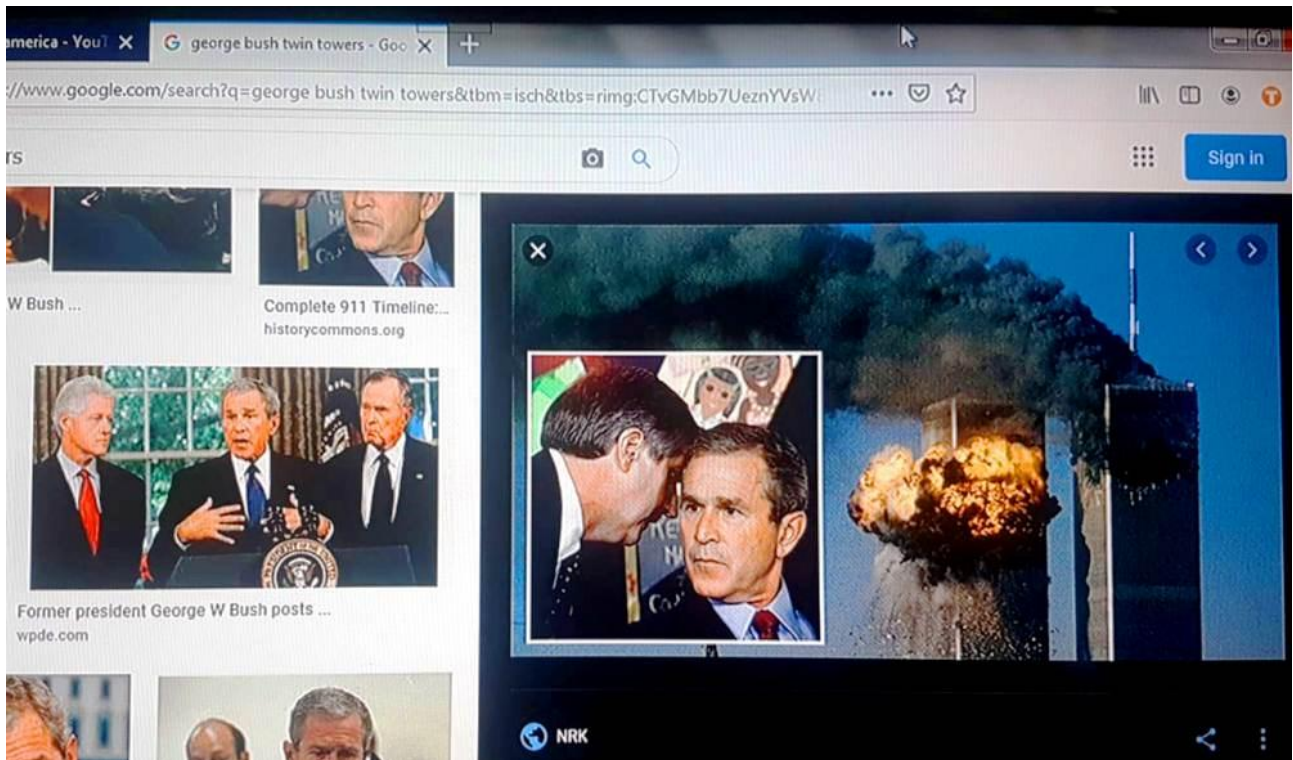 america - YouT
george bush twin towers - Goo
://www.google.com/search?q=george bush twin towers&tbm=isch&tbs=rimg:CTvGMbb7UeznYVsW
rs
Sign in
W Bush ...
Complete 911 Timeline:...
historycommons.org
Former president George W Bush posts ...
wpde.com
NRK